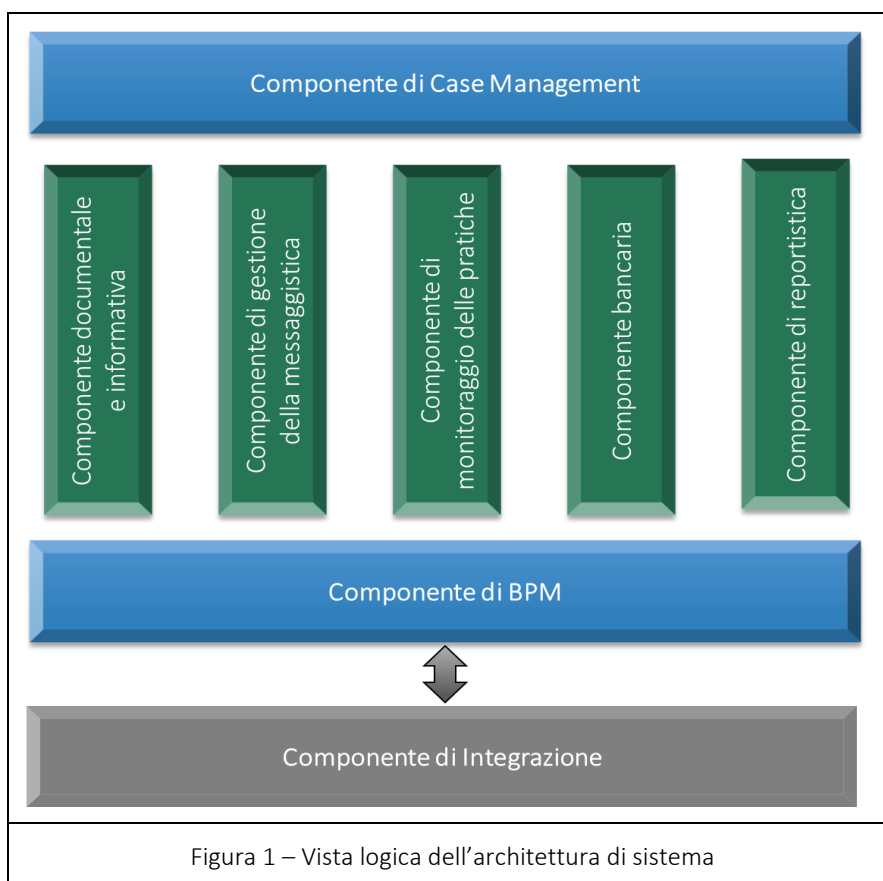 Componente di Case Management
Componente documentale
e informativa
Componente di gestione
della messaggistica
Componente di
monitoraggio delle pratiche
Componente bancaria
Componente di reportistica
Componente di BPM
Componente di Integrazione
Figura 1 – Vista logica dell’architettura di sistema